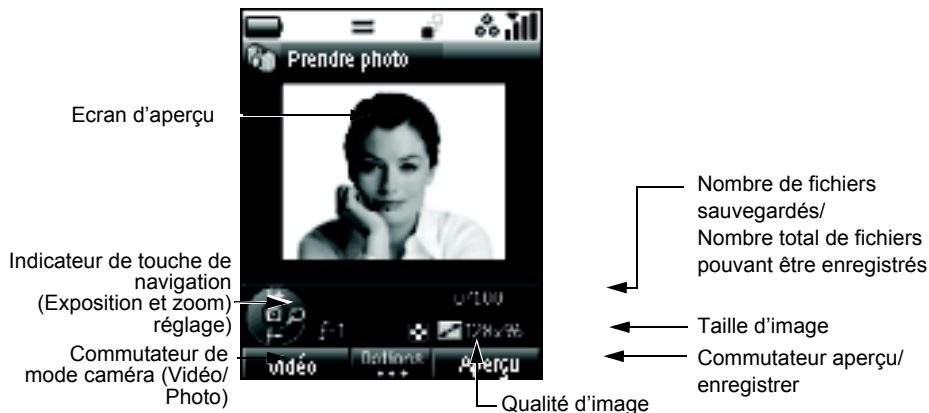 Prendre photo
Ecran d'aperçu
Nombre de fichiers
sauvegardés/
Nombre total de fichiers
pouvant être enregistrés
Indicateur de touche de
navigation
(Exposition et zoom)
réglage)
0/100
128x96
Taille d'image
Commutateur de
mode caméra (Vidéo/
Photo)
vidéo
Options
Aperçu
Commutateur aperçu/
enregistrer
Qualité d'image